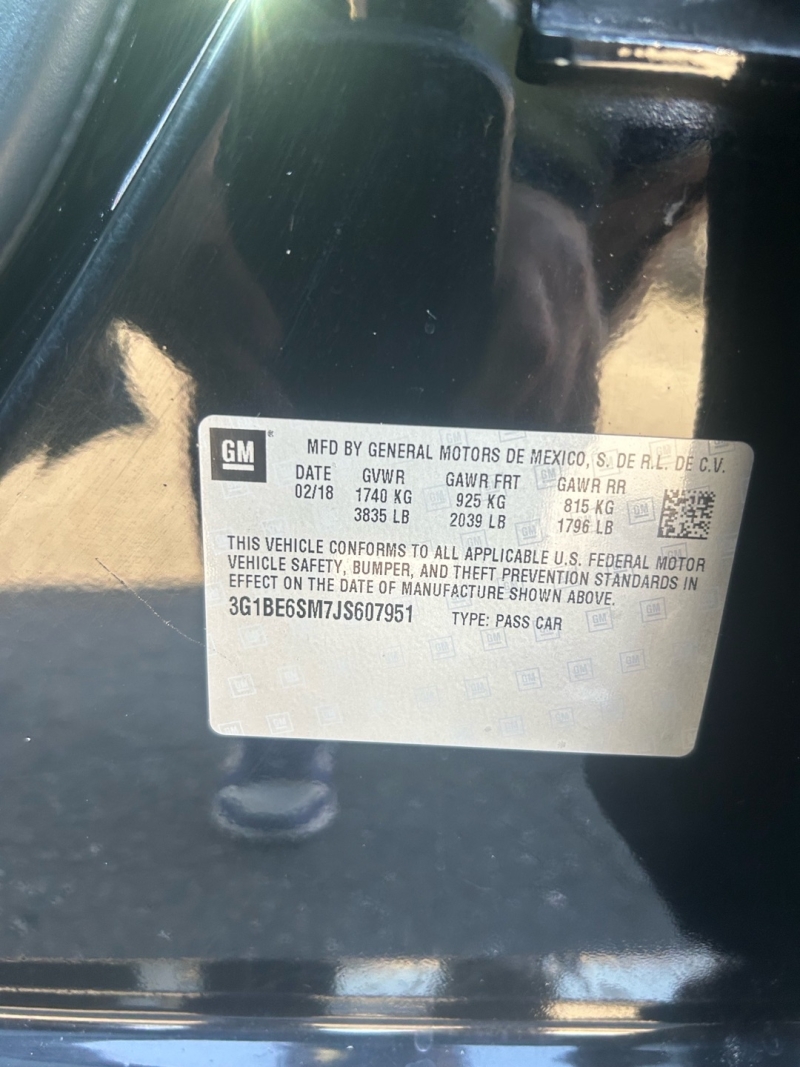 GM®
MFD BY GENERAL MOTORS DE MEXICO, S. DE R.L. DE C.V.
DATE GVWR GAWR FRT GAWR RR
02/18 1740 KG 925 KG 815 KG
3835 LB 2039 LB 1796 LB
THIS VEHICLE CONFORMS TO ALL APPLICABLE U.S. FEDERAL MOTOR
VEHICLE SAFETY, BUMPER, AND THEFT PREVENTION STANDARDS IN
EFFECT ON THE DATE OF MANUFACTURE SHOWN ABOVE.
3G1BE6SM7JS607951 TYPE: PASS CAR